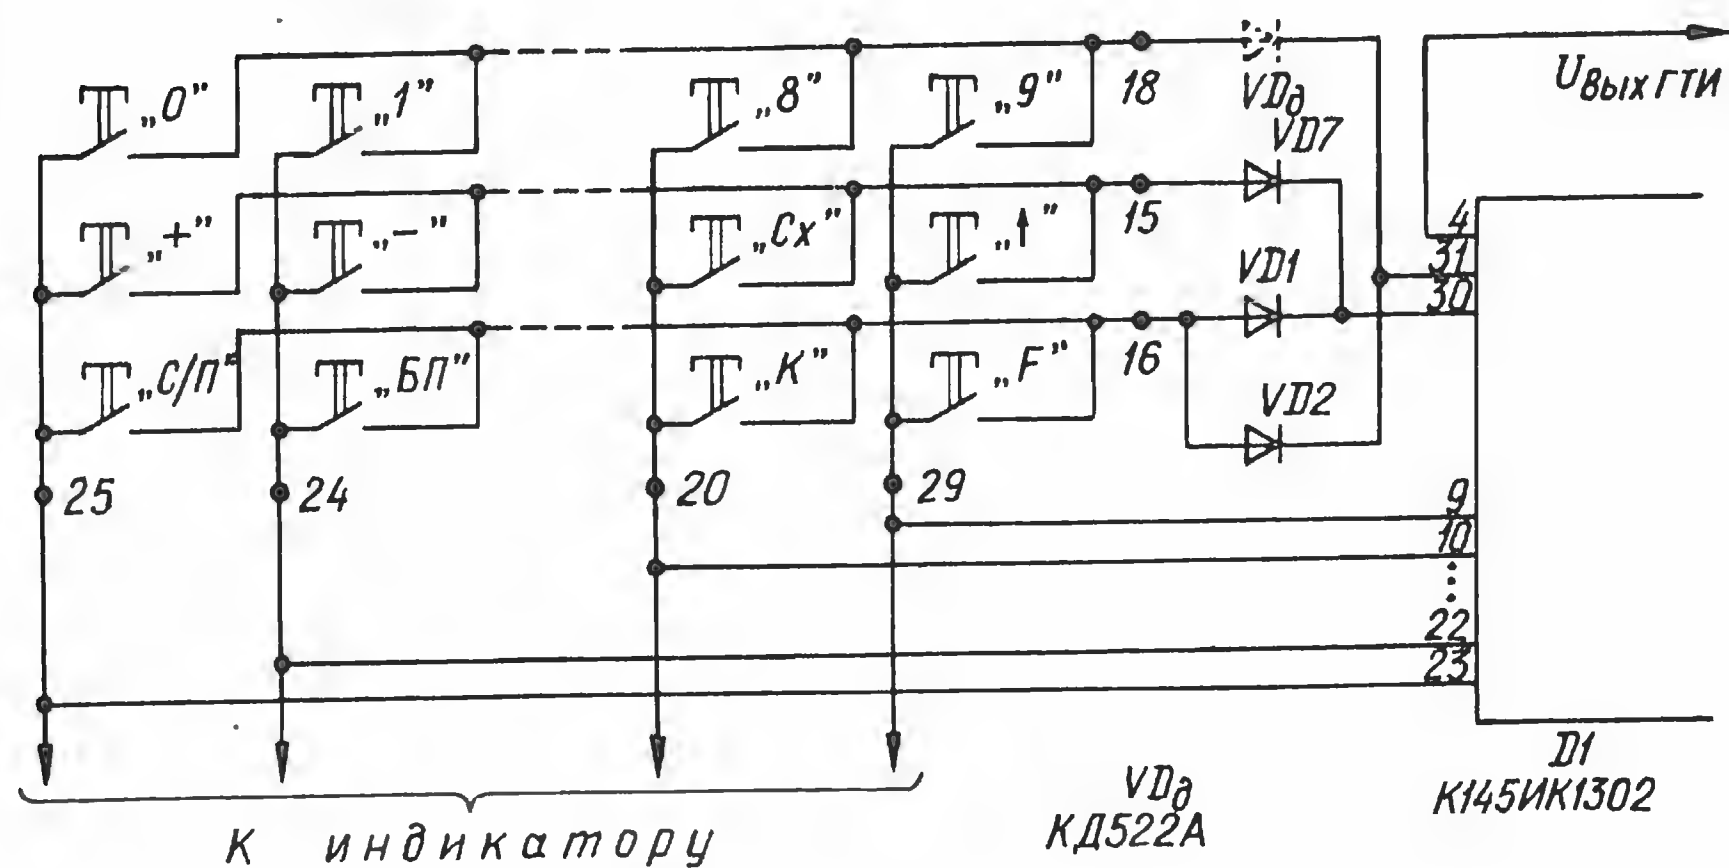 „0” „1” „8” „9” 18 VDд Uвых ГТИ
VD7
„+” „-” „Cx” „↑” 15 4
31
VD1 30
„С/П” „БП” „К” „F” 16
VD2
25 24 20 29 9
10
⋮
22
23
К индикатору
VDд
КД522А
D1
К145ИК1302